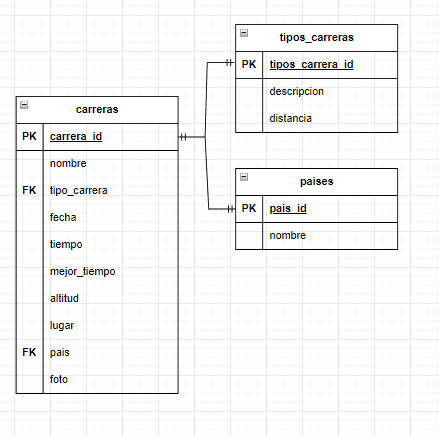 tipos_carreras
PK tipos_carrera_id
descripcion
distancia
carreras
PK carrera_id
nombre
FK tipo_carrera
fecha
tiempo
mejor_tiempo
altitud
lugar
FK pais
foto
paises
PK pais_id
nombre